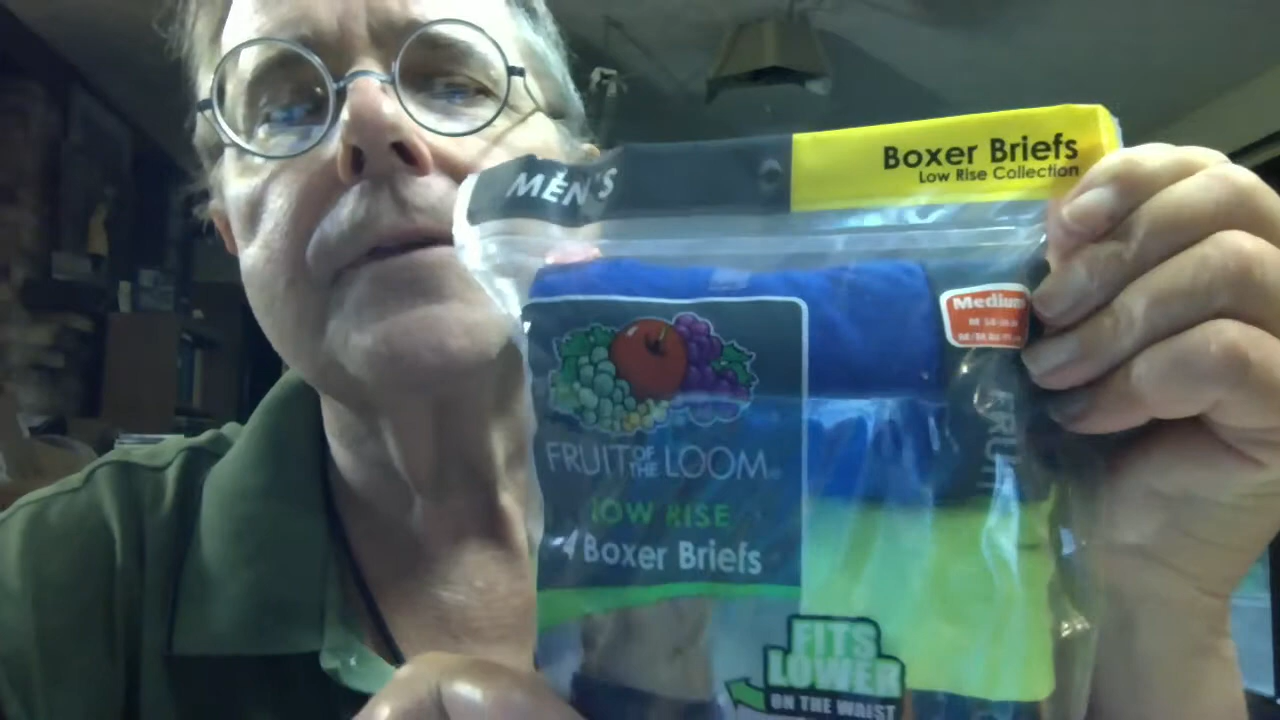 MEN'S
Boxer Briefs
Low Rise Collection
Medium
FRUIT OF THE LOOM
LOW RISE
4 Boxer Briefs
FRUIT
FITS
LOWER
ON THE WAIST